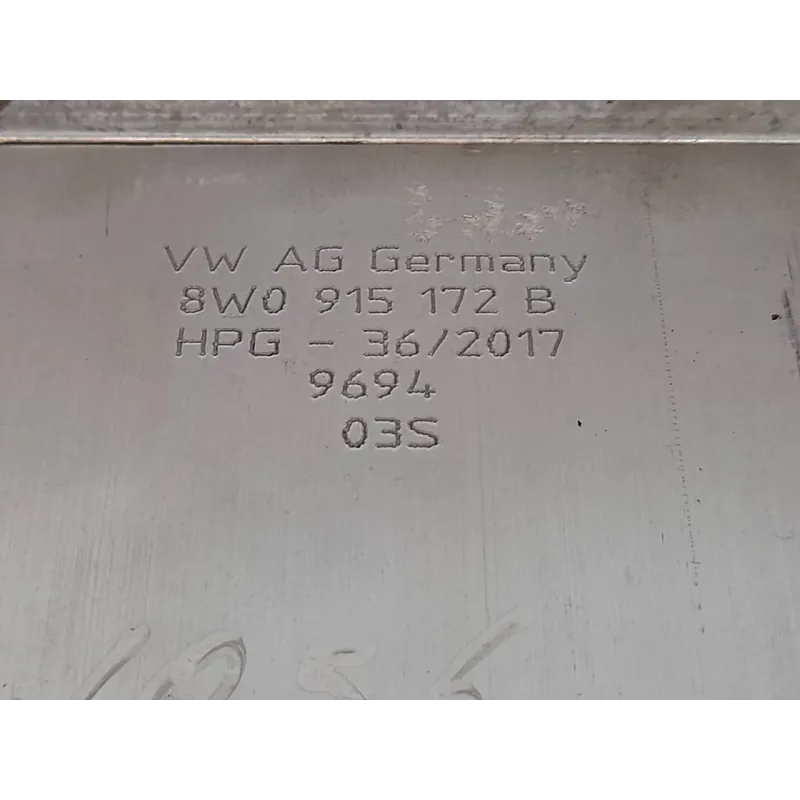 VW AG Germany
8W0 915 172 B
HPG - 36/2017
9694
03S